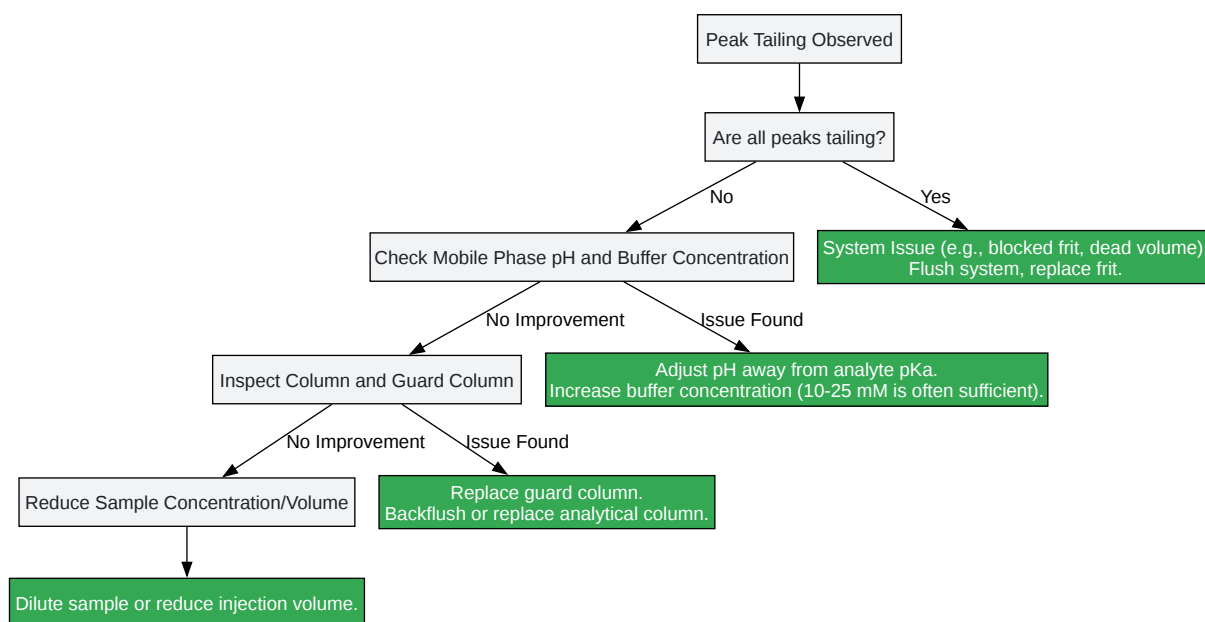 Peak Tailing Observed
Are all peaks tailing?
No
Yes
Check Mobile Phase pH and Buffer Concentration
System Issue (e.g., blocked frit, dead volume)
Flush system, replace frit.
No Improvement
Issue Found
Inspect Column and Guard Column
Adjust pH away from analyte pKa.
Increase buffer concentration (10-25 mM is often sufficient).
No Improvement
Issue Found
Reduce Sample Concentration/Volume
Replace guard column.
Backflush or replace analytical column.
Dilute sample or reduce injection volume.